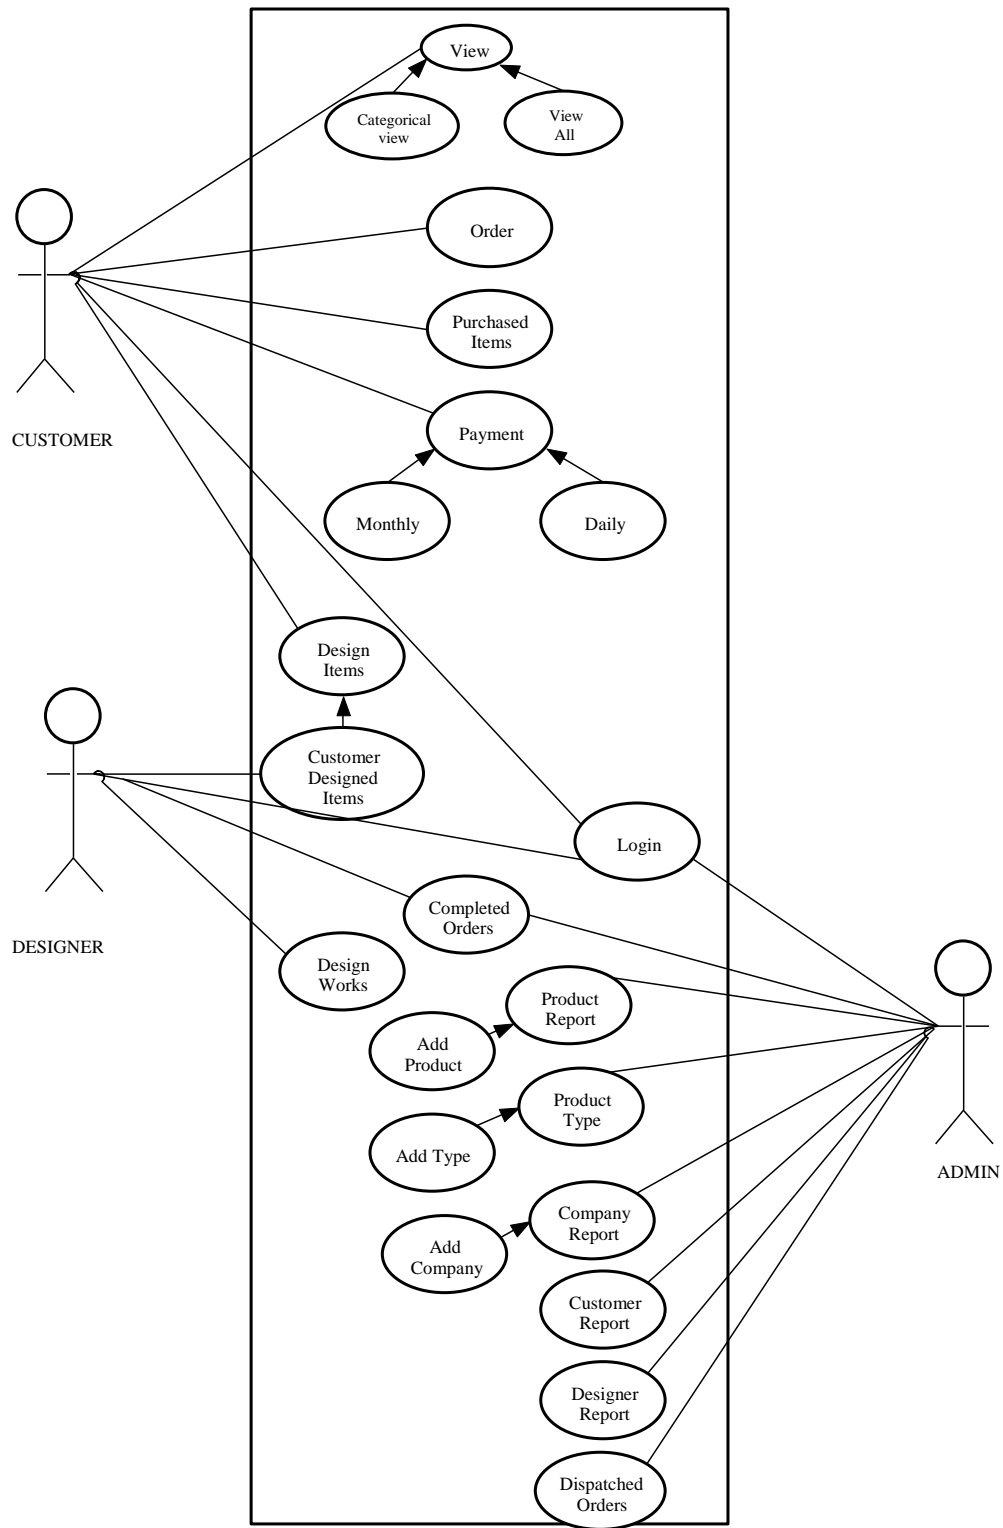 View
Categorical
view
View
All
Order
Purchased
Items
CUSTOMER
Payment
Monthly
Daily
Design
Items
Customer
Designed
Items
Login
DESIGNER
Completed
Orders
Design
Works
Product
Report
Add
Product
Product
Type
Add Type
ADMIN
Company
Report
Add
Company
Customer
Report
Designer
Report
Dispatched
Orders